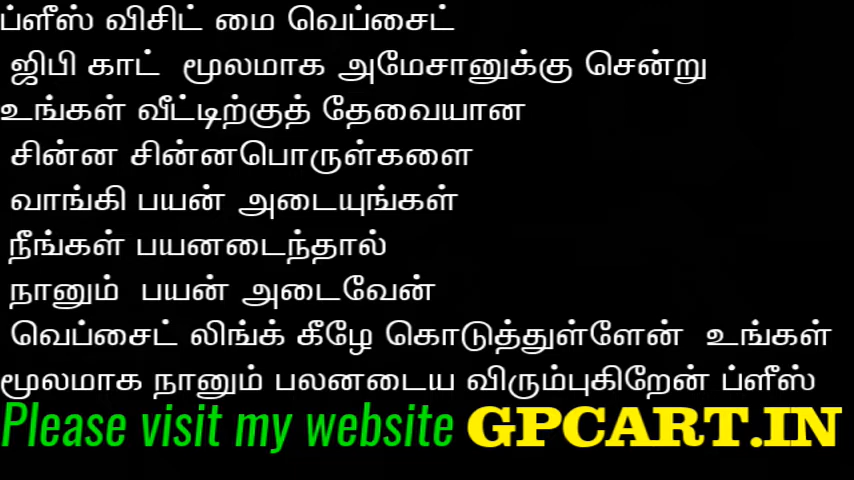 ப்ளீஸ் விசிட் மை வெப்சைட்
ஜிபி காட் மூலமாக அமேசானுக்கு சென்று
உங்கள் வீட்டிற்குத் தேவையான
சின்ன சின்னபொருள்களை
வாங்கி பயன் அடையுங்கள்
நீங்கள் பயனடைந்தால்
நானும் பயன் அடைவேன்
வெப்சைட் லிங்க் கீழே கொடுத்துள்ளேன் உங்கள்
மூலமாக நானும் பலனடைய விரும்புகிறேன் ப்ளீஸ்
Please visit my website GPCART.IN